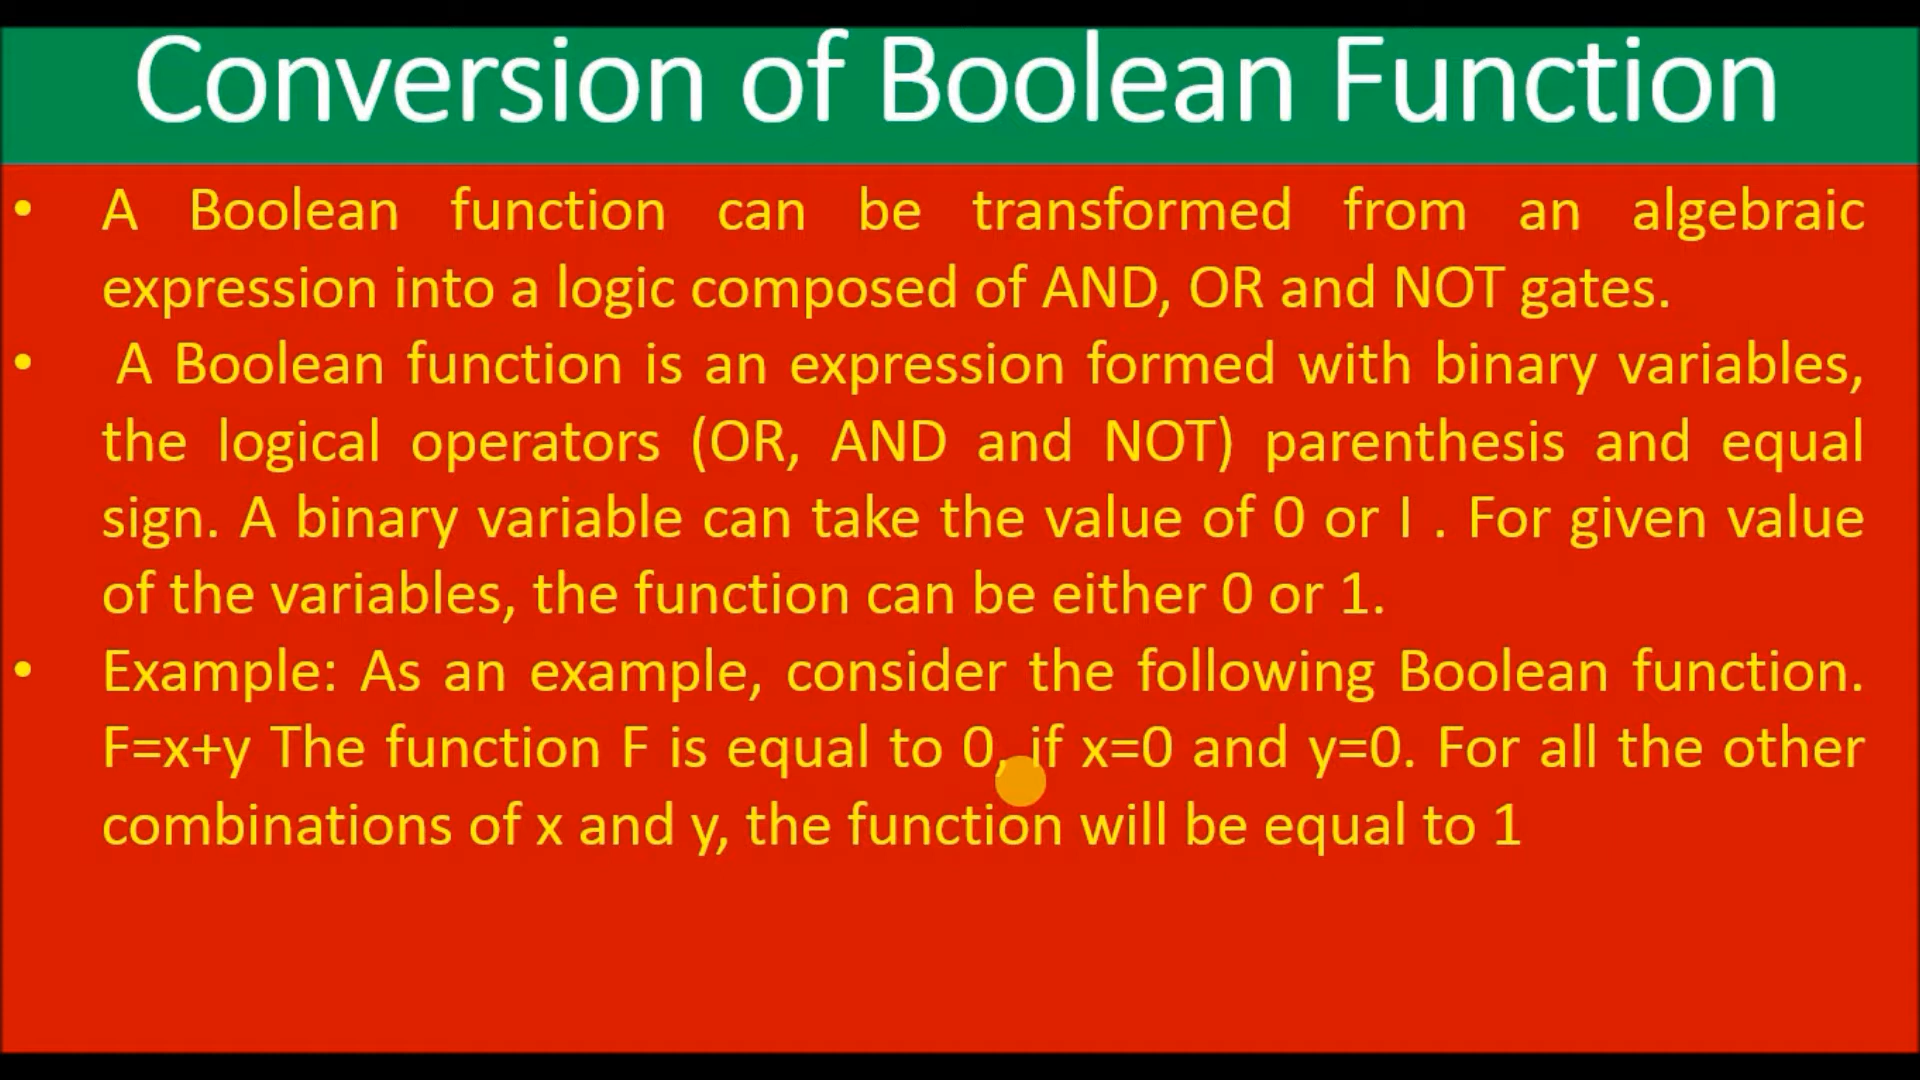 Conversion of Boolean Function
• A Boolean function can be transformed from an algebraic
expression into a logic composed of AND, OR and NOT gates.
• A Boolean function is an expression formed with binary variables,
the logical operators (OR, AND and NOT) parenthesis and equal
sign. A binary variable can take the value of 0 or I . For given value
of the variables, the function can be either 0 or 1.
• Example: As an example, consider the following Boolean function.
F=x+y The function F is equal to 0, if x=0 and y=0. For all the other
combinations of x and y, the function will be equal to 1